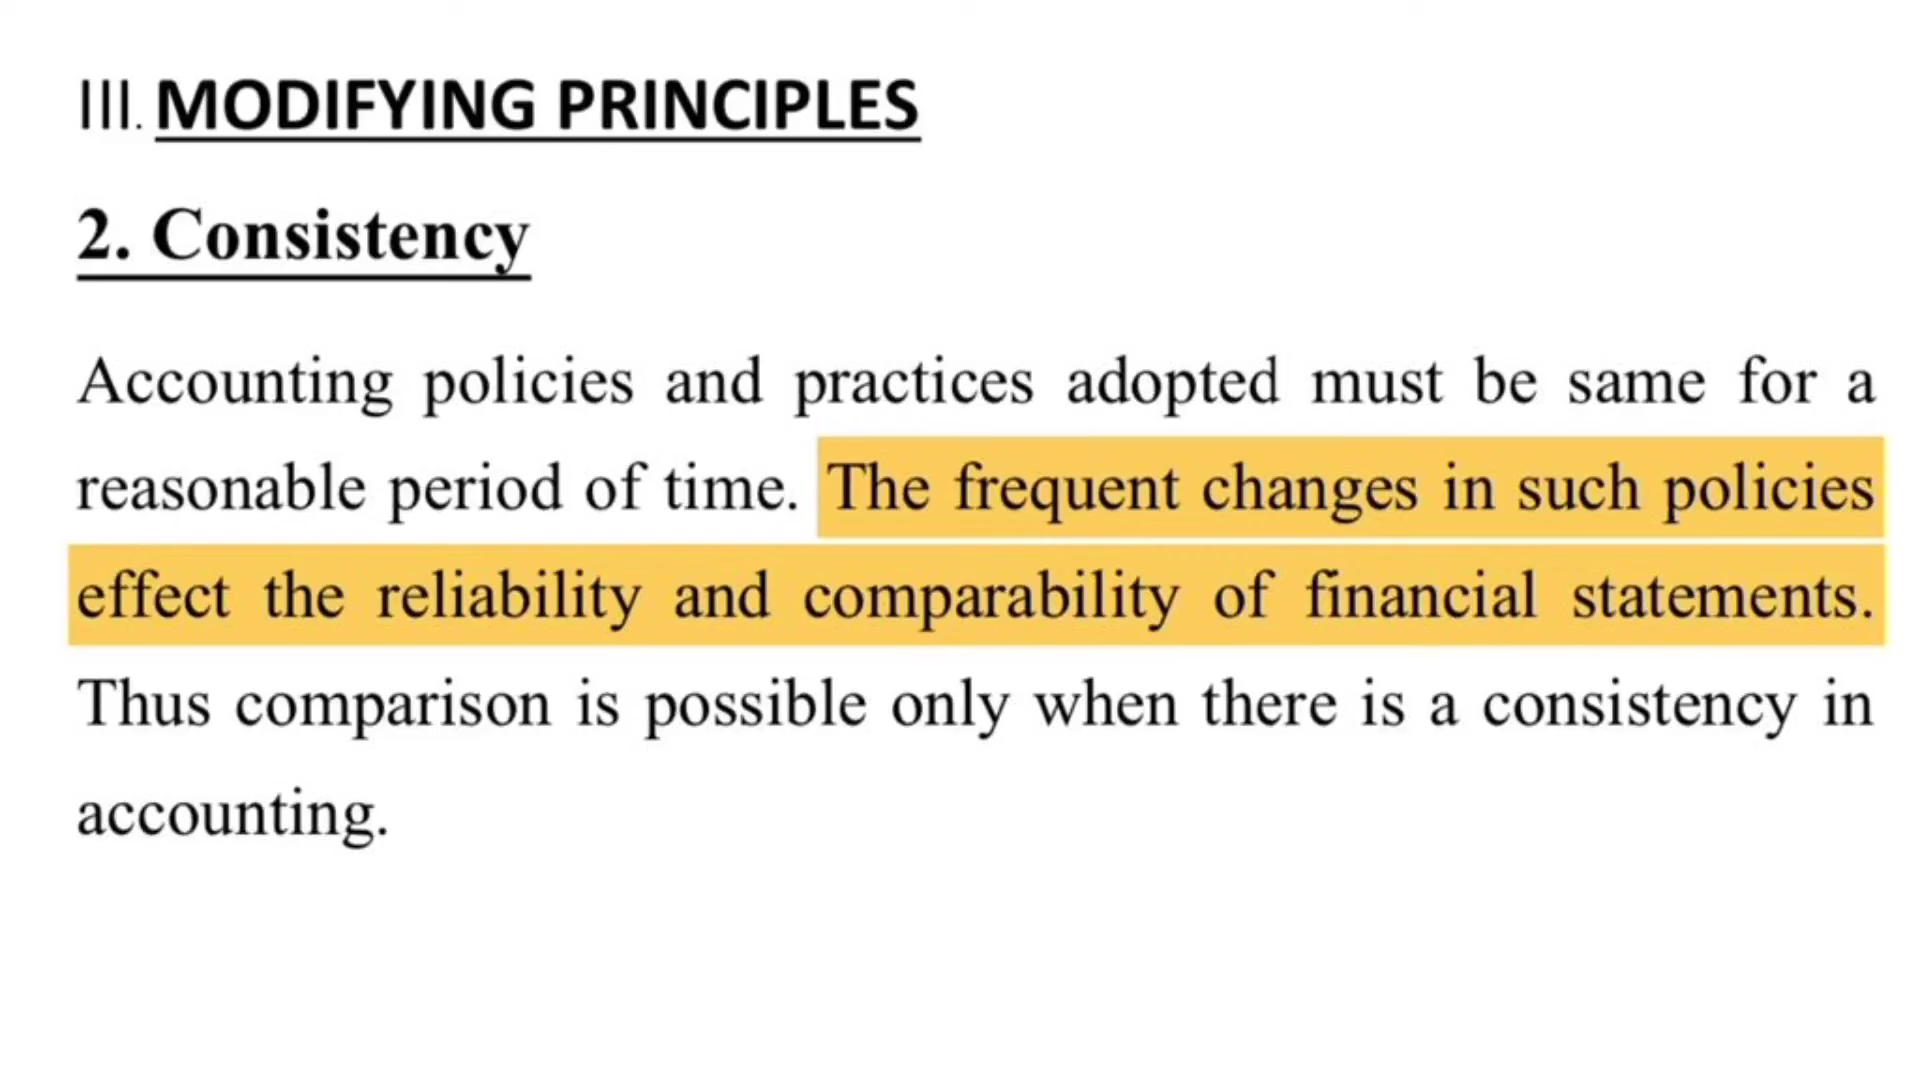 III. MODIFYING PRINCIPLES
2. Consistency
Accounting policies and practices adopted must be same for a
reasonable period of time. The frequent changes in such policies
effect the reliability and comparability of financial statements.
Thus comparison is possible only when there is a consistency in
accounting.